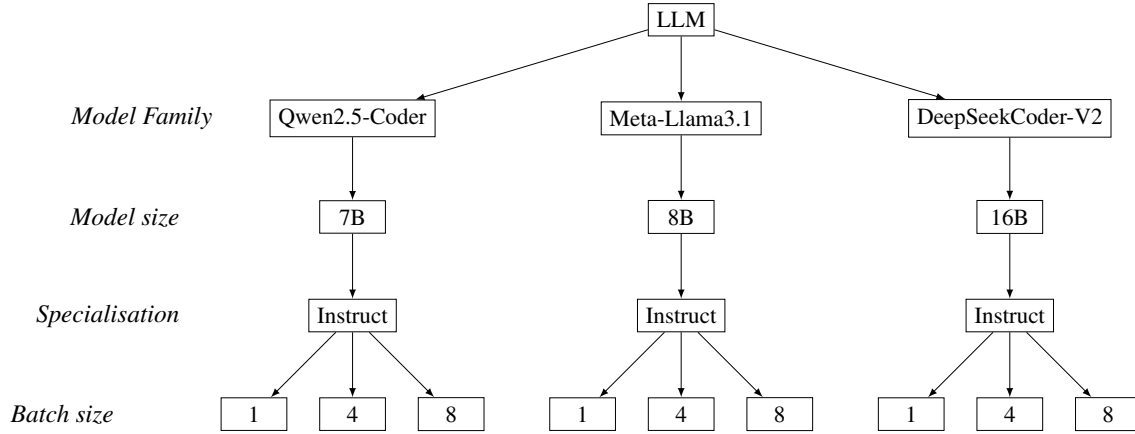 LLM
Model Family Qwen2.5-Coder Meta-Llama3.1 DeepSeekCoder-V2
Model size 7B 8B 16B
Specialisation Instruct Instruct Instruct
Batch size 1 4 8 1 4 8 1 4 8